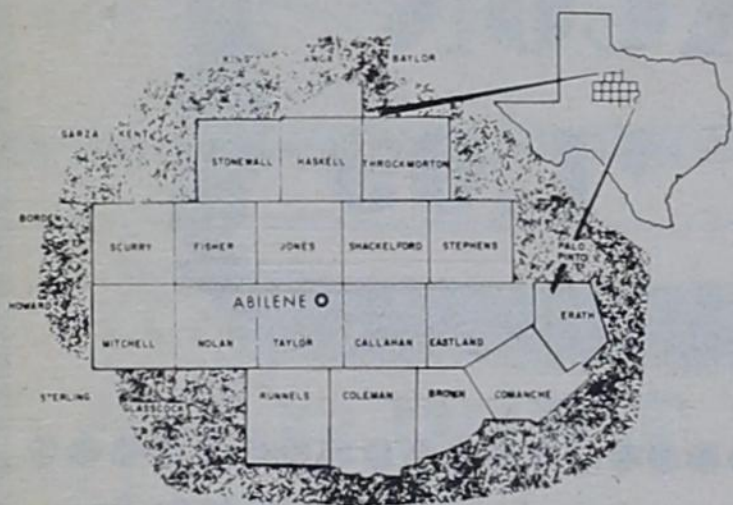 BAYLOR
GARZA KENT
STONEWALL HASKELL THROCKMORTON
BORDEN
SCURRY FISHER JONES SHACKELFORD STEPHENS PALO
PINTO
HOWARD ABILENE
ERATH
MITCHELL NOLAN TAYLOR CALLAHAN EASTLAND
STERLING GLASSCOCK RUNNELS COLEMAN BROWN COMANCHE